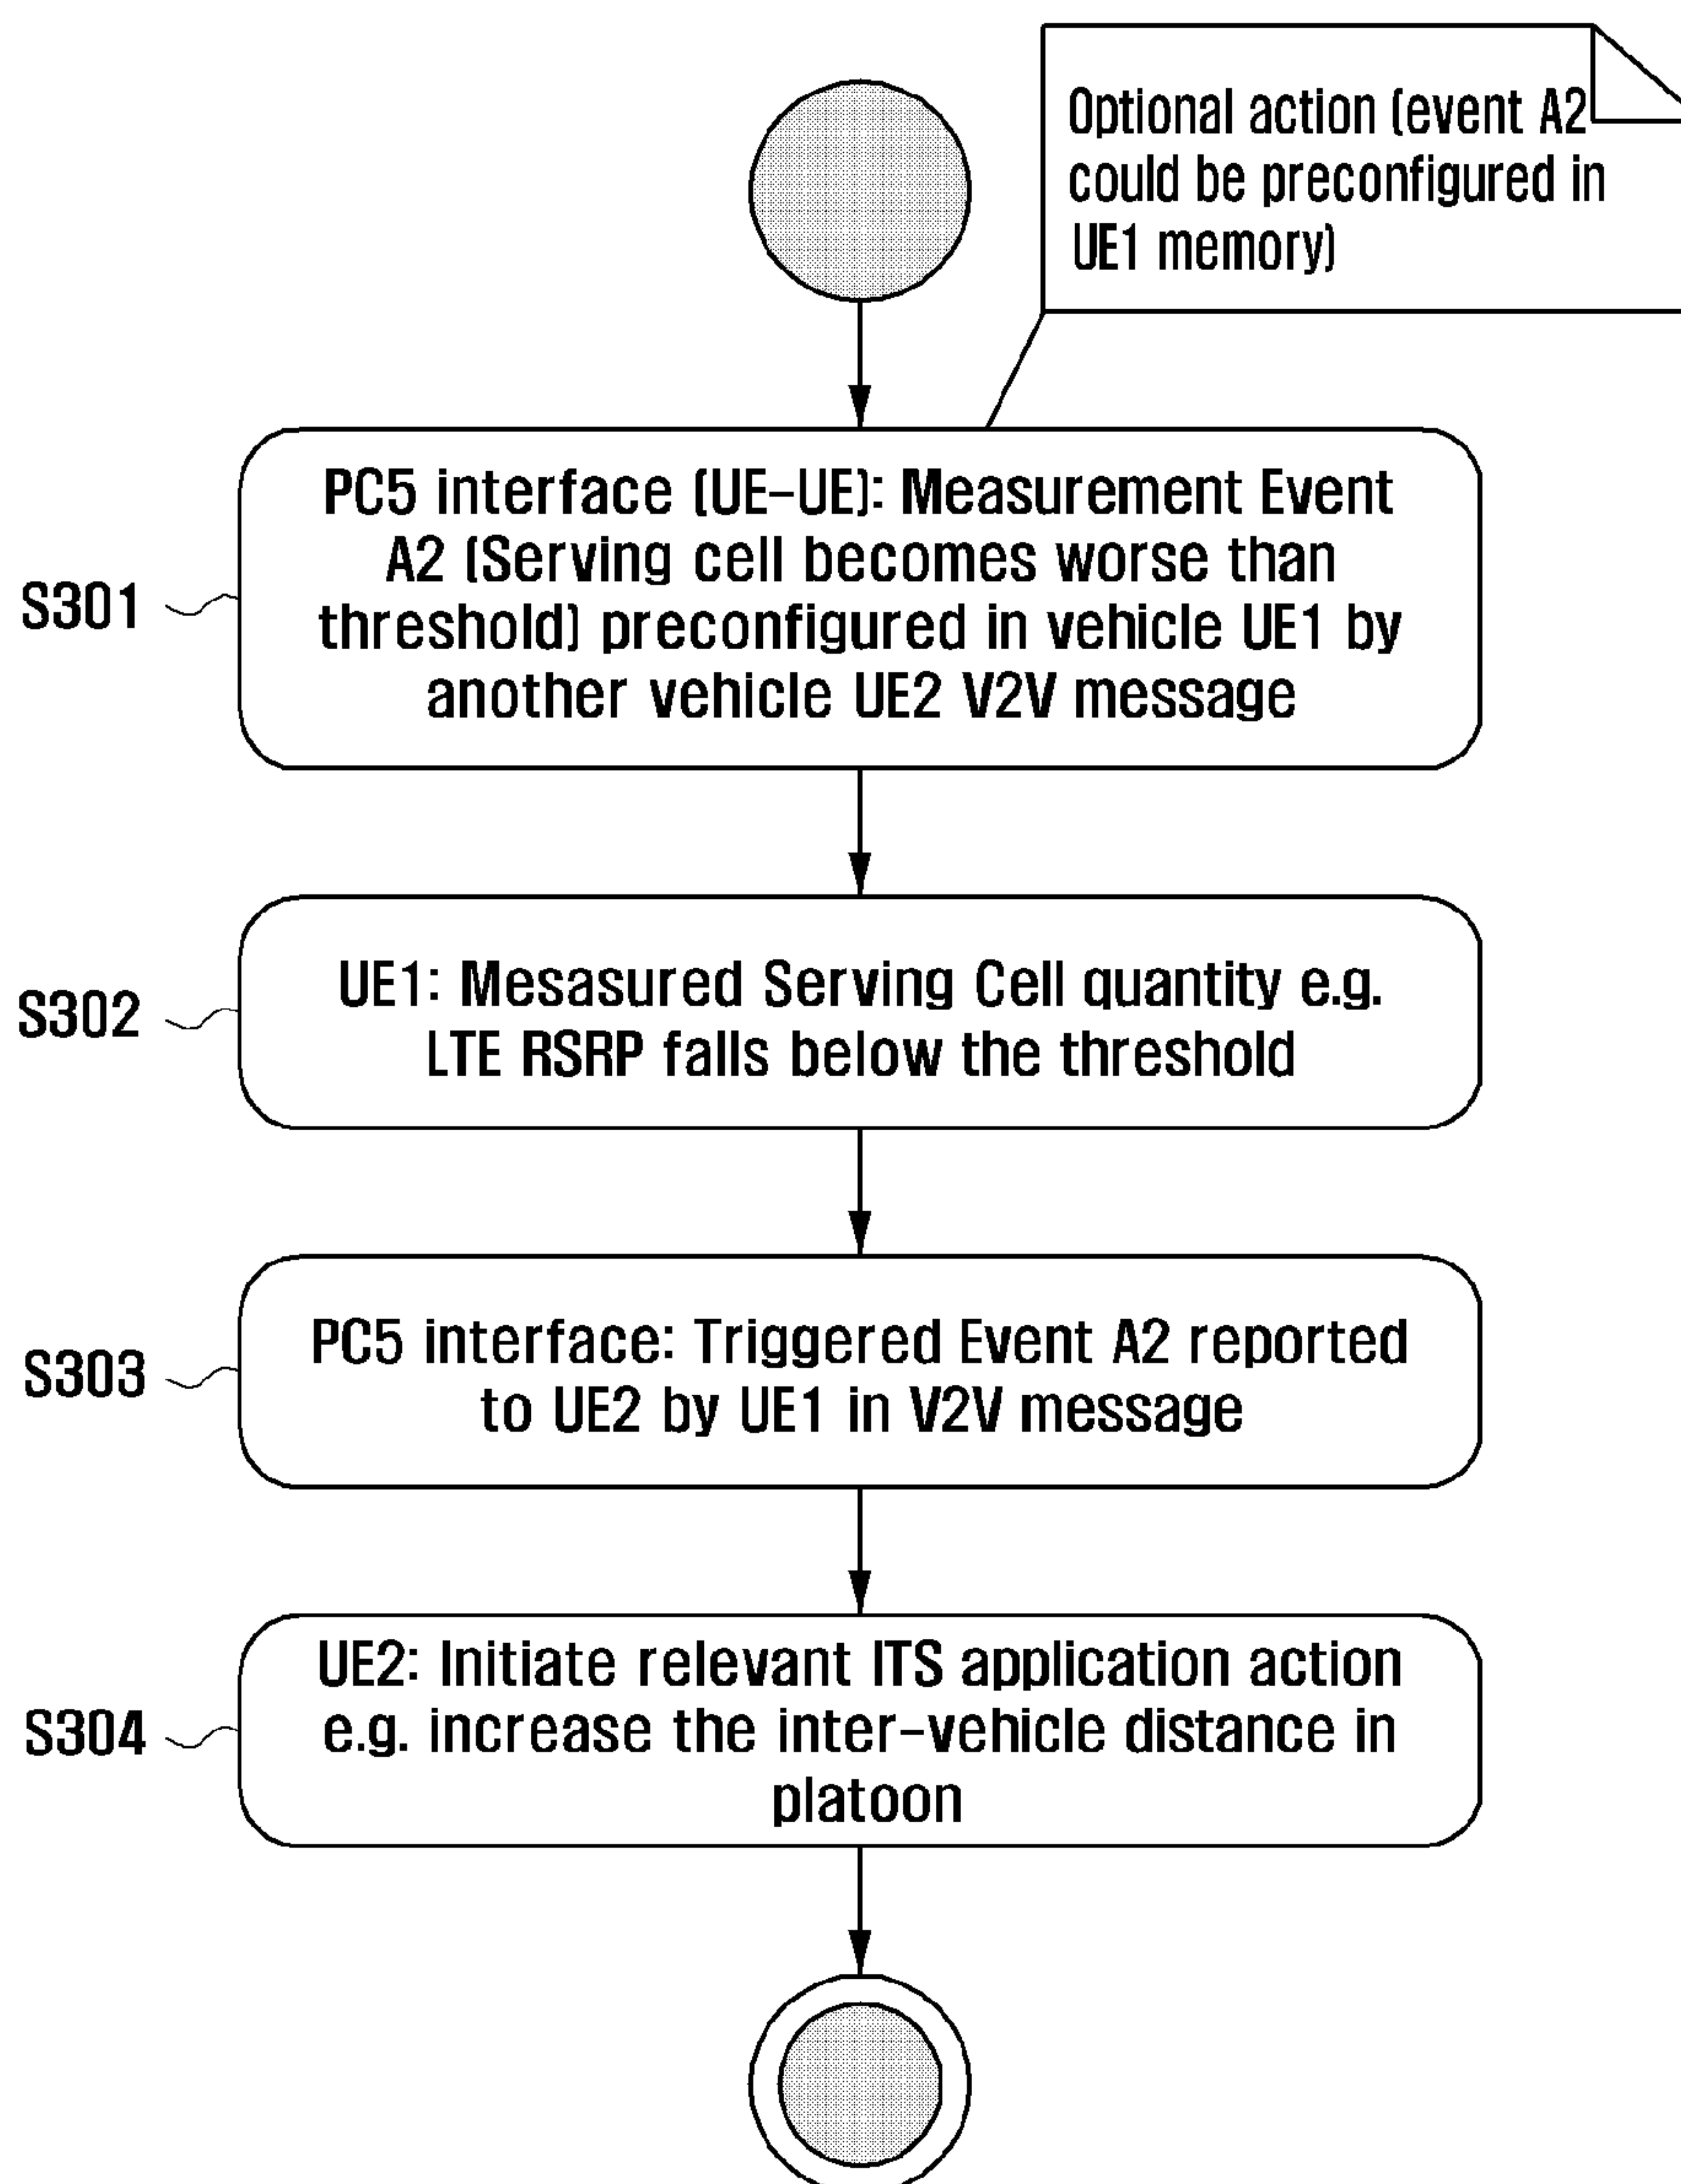 Optional action (event A2
could be preconfigured in
UE1 memory)
PC5 interface (UE-UE): Measurement Event
A2 (Serving cell becomes worse than
threshold) preconfigured in vehicle UE1 by
another vehicle UE2 V2V message
S301
UE1: Mesasured Serving Cell quantity e.g.
LTE RSRP falls below the threshold
S302
PC5 interface: Triggered Event A2 reported
to UE2 by UE1 in V2V message
S303
UE2: Initiate relevant ITS application action
e.g. increase the inter-vehicle distance in
platoon
S304